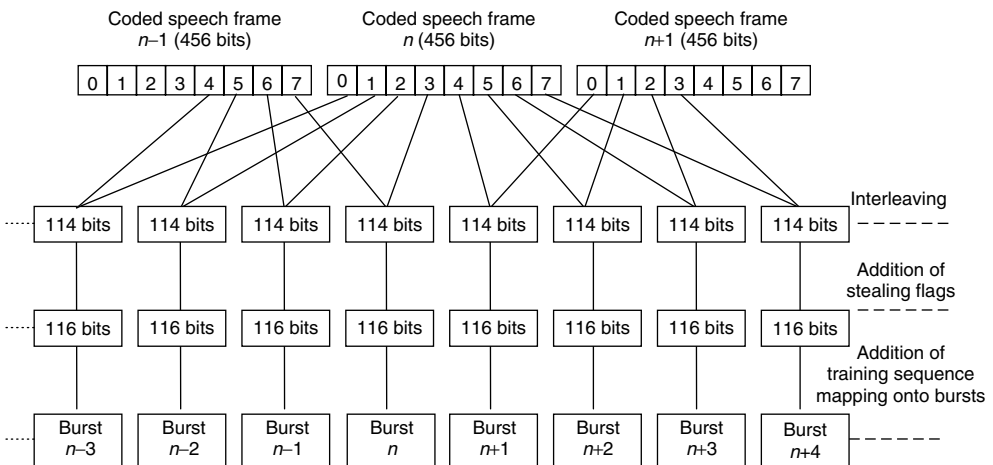 Coded speech frame
n–1 (456 bits)
Coded speech frame
n (456 bits)
Coded speech frame
n+1 (456 bits)
0 1 2 3 4 5 6 7
0 1 2 3 4 5 6 7
0 1 2 3 4 5 6 7
Interleaving
114 bits 114 bits 114 bits 114 bits 114 bits 114 bits 114 bits 114 bits
Addition of
stealing flags
116 bits 116 bits 116 bits 116 bits 116 bits 116 bits 116 bits 116 bits
Addition of
training sequence
mapping onto bursts
Burst
n–3
Burst
n–2
Burst
n–1
Burst
n
Burst
n+1
Burst
n+2
Burst
n+3
Burst
n+4